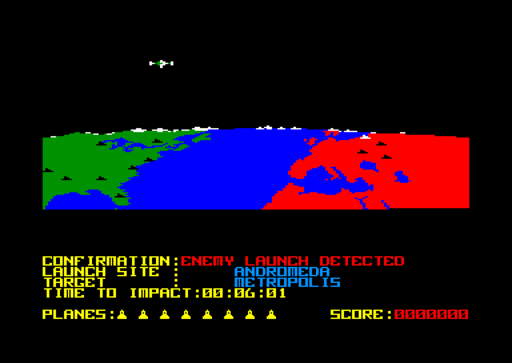 CONFIRMATION:ENEMY LAUNCH DETECTED
LAUNCH SITE : ANDROMEDA
TARGET : METROPOLIS
TIME TO IMPACT:00:06:01
PLANES: SCORE:0000000